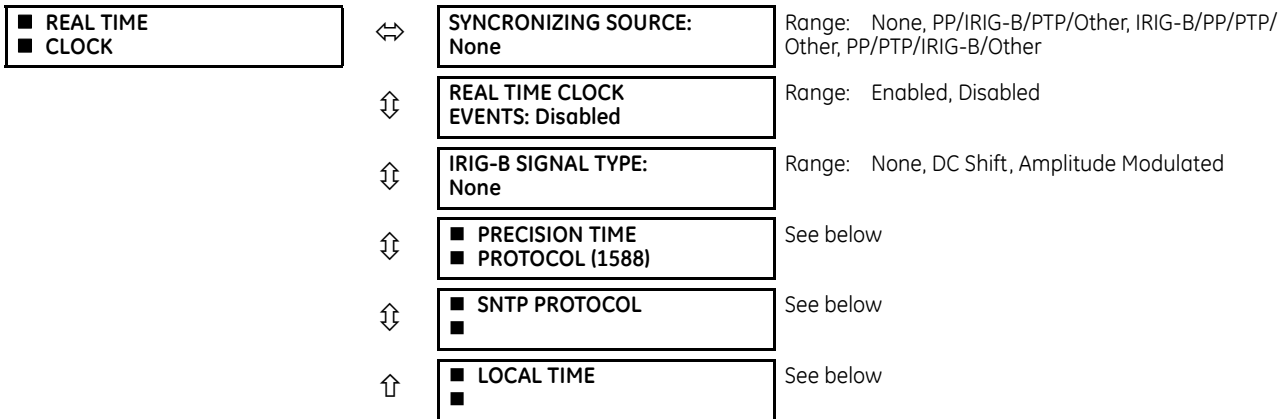 ■ REAL TIME
■ CLOCK
SYNCRONIZING SOURCE:
None
Range: None, PP/IRIG-B/PTP/Other, IRIG-B/PP/PTP/
Other, PP/PTP/IRIG-B/Other
REAL TIME CLOCK
EVENTS: Disabled
Range: Enabled, Disabled
IRIG-B SIGNAL TYPE:
None
Range: None, DC Shift, Amplitude Modulated
■ PRECISION TIME
■ PROTOCOL (1588)
See below
■ SNTP PROTOCOL
■
See below
■ LOCAL TIME
■
See below